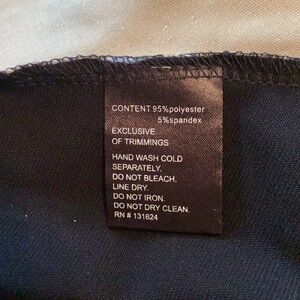 CONTENT 95%polyester
5%spandex
EXCLUSIVE
OF TRIMMINGS
HAND WASH COLD
SEPARATELY.
DO NOT BLEACH.
LINE DRY.
DO NOT IRON.
DO NOT DRY CLEAN.
RN # 131624